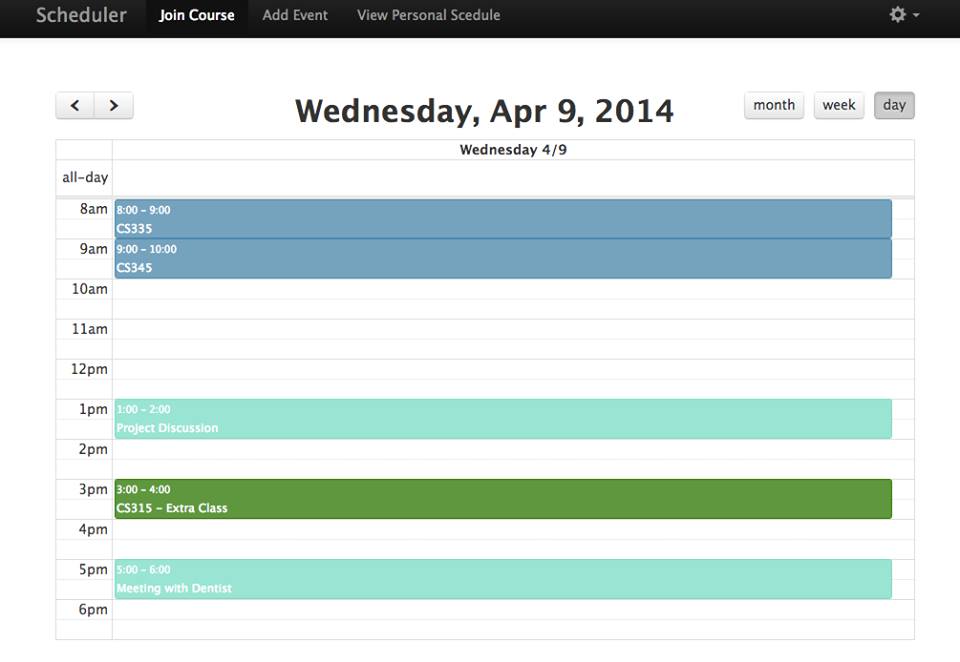 Scheduler Join Course Add Event View Personal Scedule
Wednesday, Apr 9, 2014
month week day
Wednesday 4/9
all-day
8am
8:00 - 9:00
CS335
9am
9:00 - 10:00
CS345
10am
11am
12pm
1pm
1:00 - 2:00
Project Discussion
2pm
3pm
3:00 - 4:00
CS315 - Extra Class
4pm
5pm
5:00 - 6:00
Meeting with Dentist
6pm